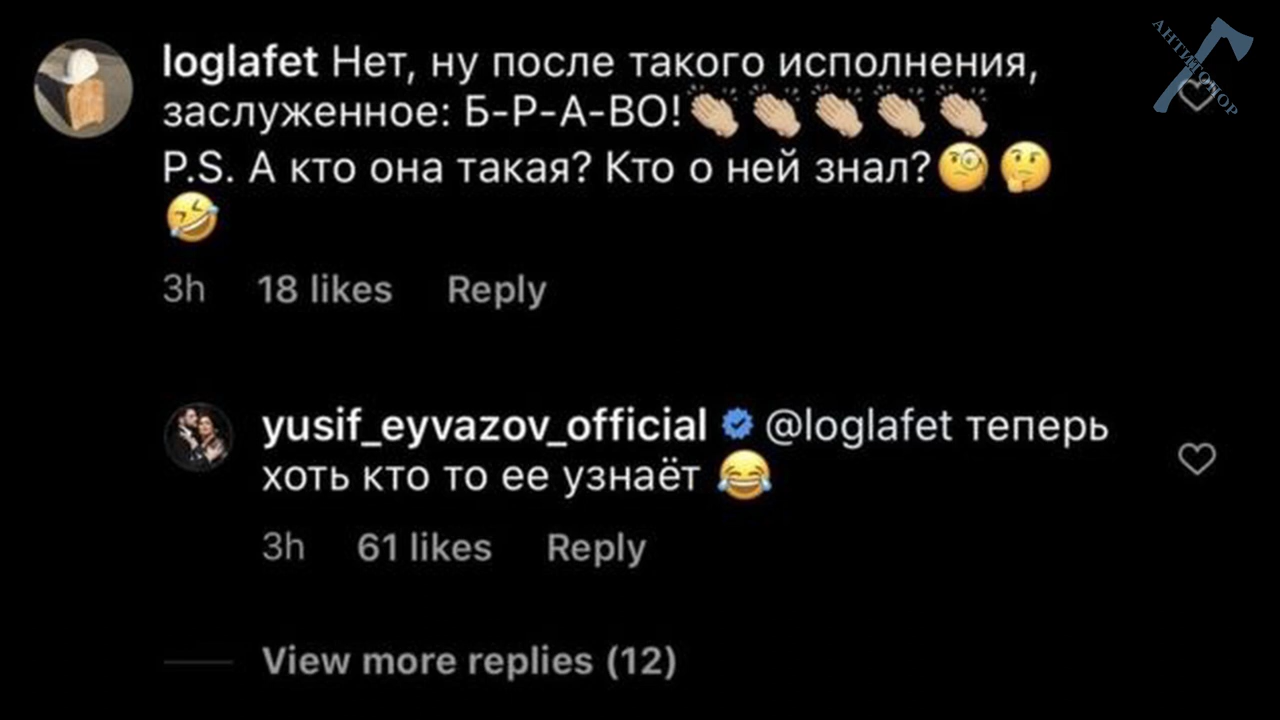 loglafet Нет, ну после такого исполнения,
заслуженное: Б-Р-А-ВО!👏🏼👏🏼👏🏼👏🏼👏🏼
P.S. А кто она такая? Кто о ней знал?🧐🤔
🤣
3h 18 likes Reply
yusif_eyvazov_official @loglafet теперь
хоть кто то ее узнаёт 😂
3h 61 likes Reply
View more replies (12)
АНТИТОПОР